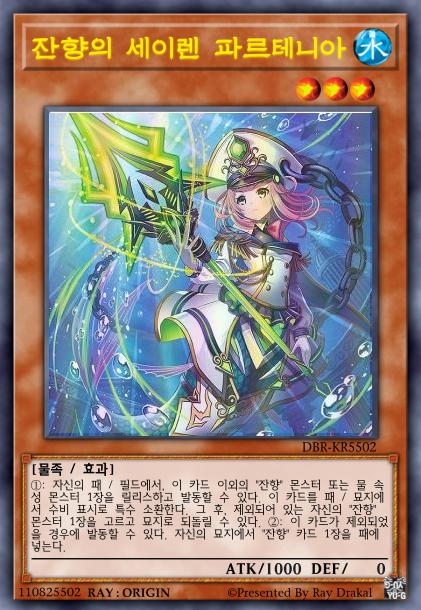 잔향의 세이렌 파르테니아
水
DBR-KR5502
[물족 / 효과]
①: 자신의 패 / 필드에서, 이 카드 이외의 "잔향" 몬스터 또는 물 속
성 몬스터 1장을 릴리스하고 발동할 수 있다. 이 카드를 패 / 묘지에
서 수비 표시로 특수 소환한다. 그 후, 제외되어 있는 자신의 "잔향"
몬스터 1장을 고르고 묘지로 되돌릴 수 있다. ②: 이 카드가 제외되었
을 경우에 발동할 수 있다. 자신의 묘지에서 "잔향" 카드 1장을 패에
넣는다.
ATK/1000 DEF/ 0
110825502 RAY : ORIGIN ©Presented By Ray Drakal